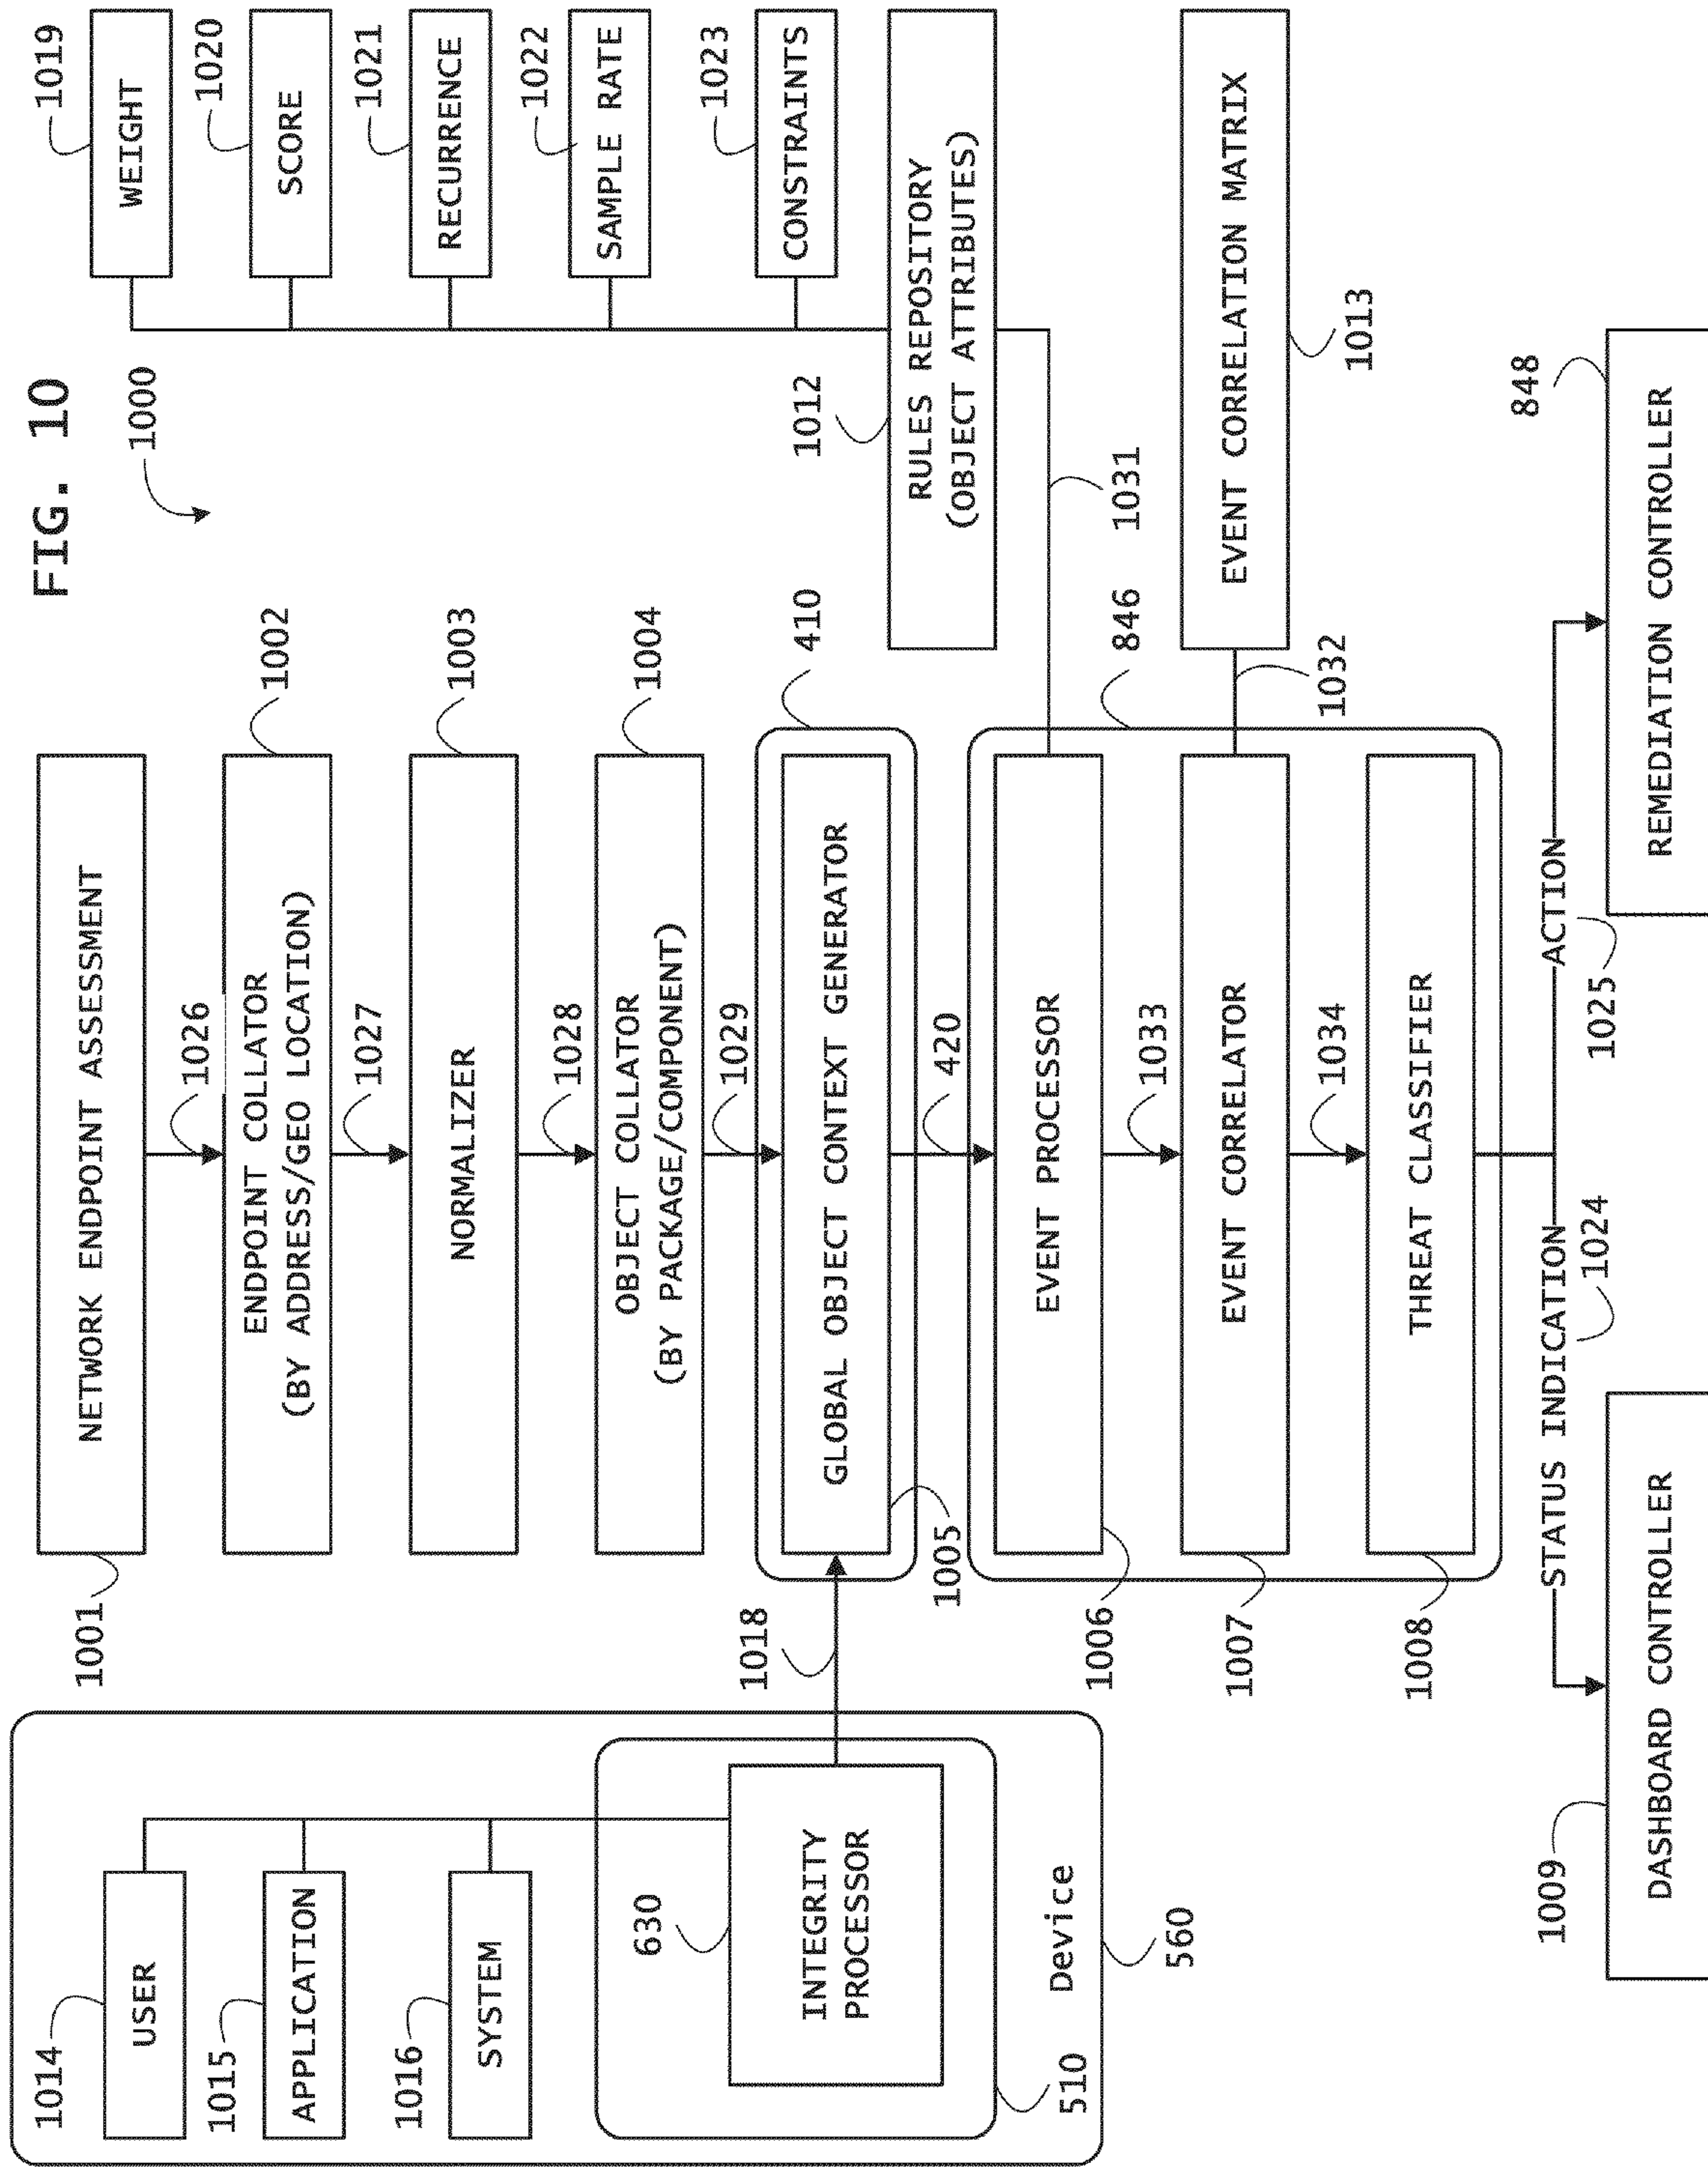 FIG. 10
1000
1014
USER
1015
APPLICATION
1016
SYSTEM
630
INTEGRITY
PROCESSOR
510
Device
560
1018
1001
NETWORK ENDPOINT ASSESSMENT
1026
1002
ENDPOINT COLLATOR
(BY ADDRESS/GEO LOCATION)
1027
1003
NORMALIZER
1028
1004
OBJECT COLLATOR
(BY PACKAGE/COMPONENT)
1029
410
GLOBAL OBJECT CONTEXT GENERATOR
1005
420
846
EVENT PROCESSOR
1006
1033
EVENT CORRELATOR
1007
1034
THREAT CLASSIFIER
1008
1019
WEIGHT
1020
SCORE
1021
RECURRENCE
1022
SAMPLE RATE
1023
CONSTRAINTS
1012
RULES REPOSITORY
(OBJECT ATTRIBUTES)
1031
EVENT CORRELATION MATRIX
1032
1013
STATUS INDICATION
1024
ACTION
1025
1009
DASHBOARD CONTROLLER
848
REMEDIATION CONTROLLER